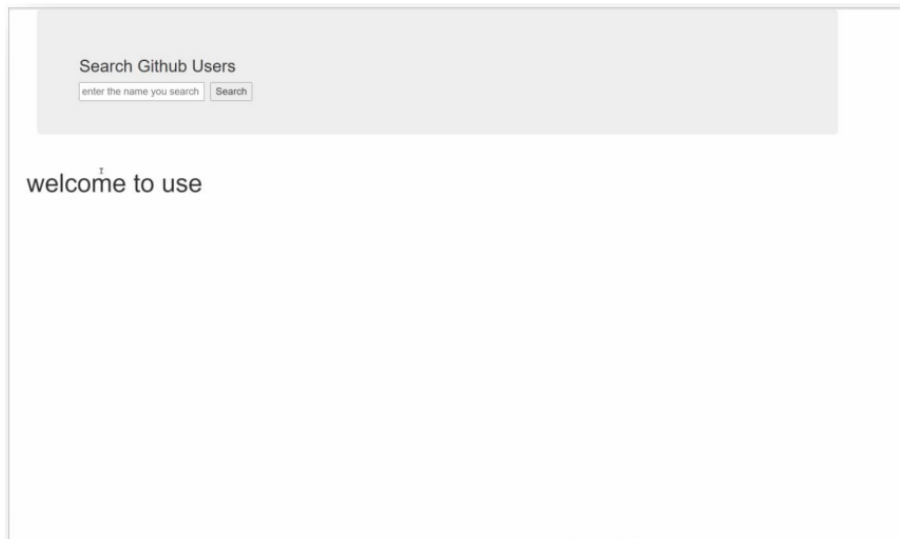 Search Github Users
enter the name you search
Search
welcome to use